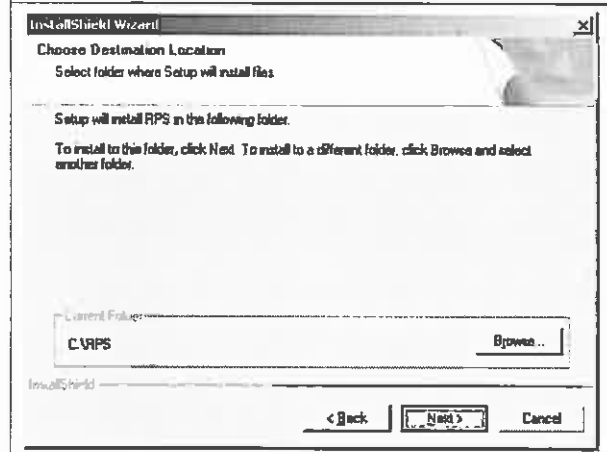 InstallShield Wizard
Choose Destination Location
Select folder where Setup will install files.
Setup will install RPS in the following folder.
To install to this folder, click Next. To install to a different folder, click Browse and select
another folder.
Current Folder
C:\RPS
Browse...
InstallShield
< Back
Next >
Cancel